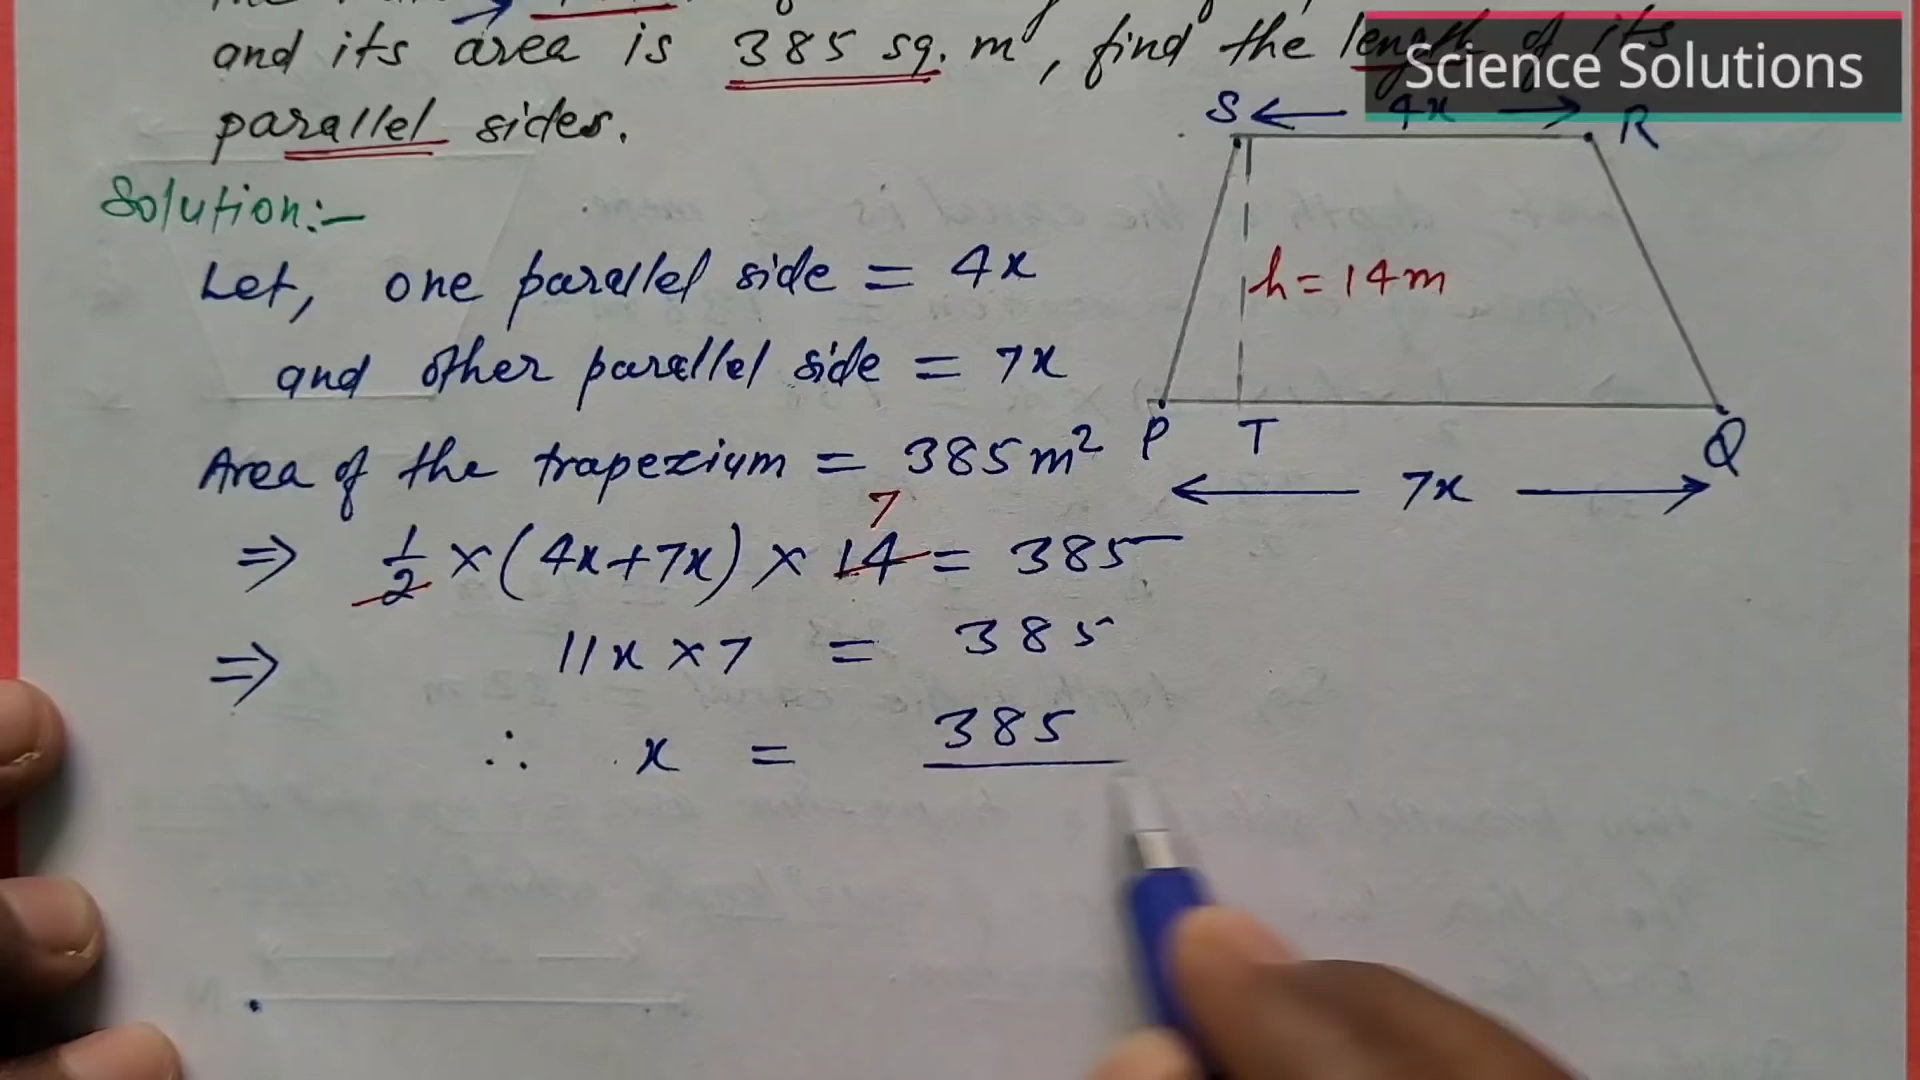 and its area is 385 sq. m, find the length of its
Science Solutions
parallel sides.
S 4x R
Solution:-
Let, one parallel side = 4x
h = 14m
and other parallel side = 7x
Area of the trapezium = 385m²
P T Q
7x
7
⇒ 1/2 × (4x+7x) × 14 = 385
⇒ 11x × 7 = 385
∴ x = 385